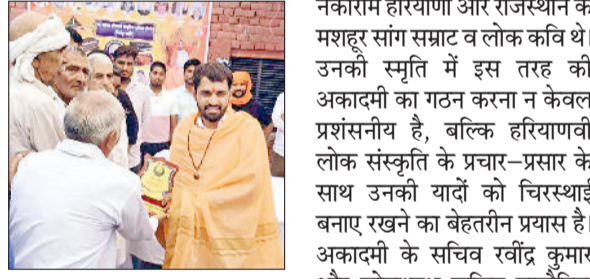 नेकीराम हरियाणा और राजस्थान के
मशहूर सांग सम्राट व लोक कवि थे।
उनकी स्मृति में इस तरह की
अकादमी का गठन करना न केवल
प्रशंसनीय है, बल्कि हरियाणवी
लोक संस्कृति के प्रचार–प्रसार के
साथ उनकी यादों को चिरस्थाई
बनाए रखने का बेहतरीन प्रयास है।
अकादमी के सचिव रवींद्र कुमार